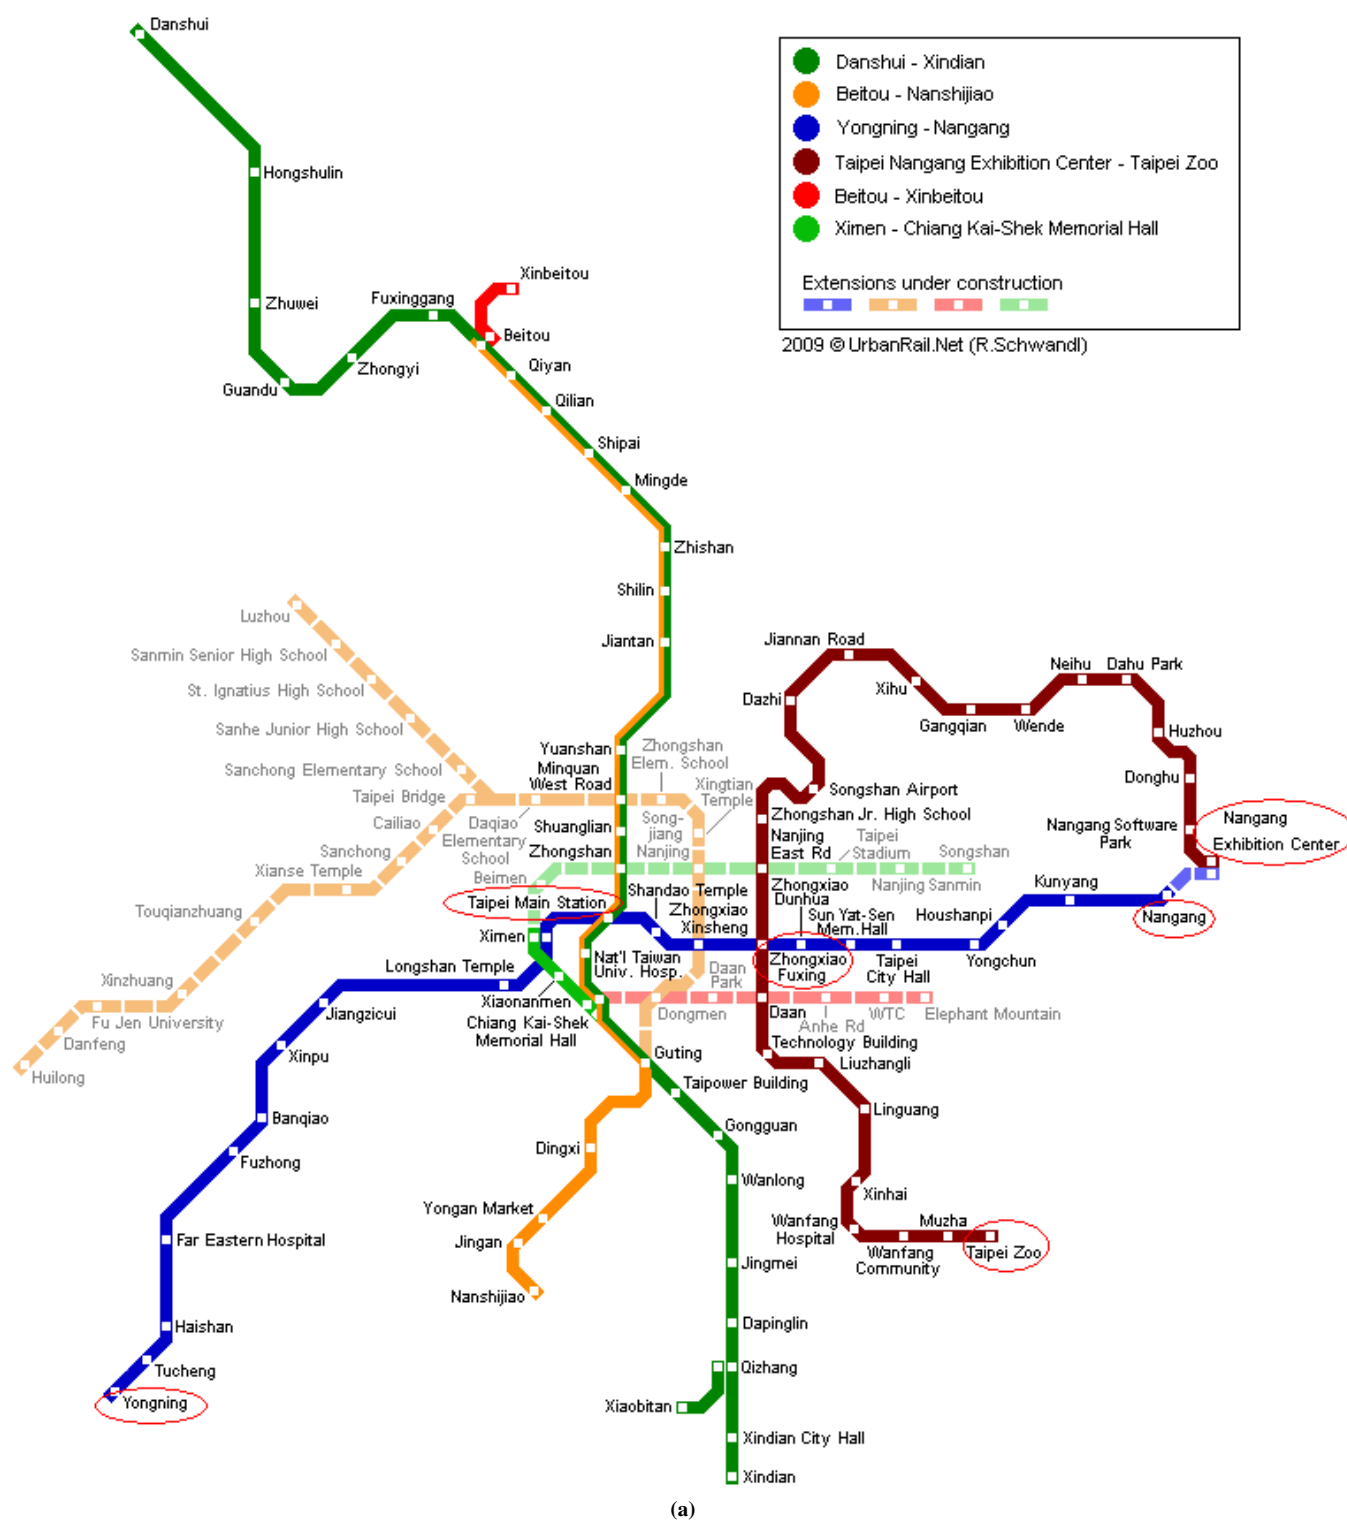 Danshui
Danshui - Xindian
Beitou - Nanshijiao
Yongning - Nangang
Taipei Nangang Exhibition Center - Taipei Zoo
Beitou - Xinbeitou
Ximen - Chiang Kai-Shek Memorial Hall
Extensions under construction
2009 © UrbanRail.Net (R.Schwandl)
Hongshulin
Xinbeitou
Zhuwei
Fuxinggang
Beitou
Qiyan
Zhongyi
Guandu
Qilian
Shipai
Mingde
Zhishan
Shilin
Jiantan
Luzhou
Sanmin Senior High School
St. Ignatius High School
Sanhe Junior High School
Sanchong Elementary School
Taipei Bridge
Cailiao
Sanchong
Xianse Temple
Touqianzhuang
Xinzhuang
Fu Jen University
Danfeng
Huilong
Jiannan Road
Neihu
Dahu Park
Dazhi
Xihu
Gangqian
Wende
Huzhou
Donghu
Yuanshan
Minquan
West Road
Zhongshan
Elem. School
Xingtian
Temple
Songshan Airport
Zhongshan Jr. High School
Nangang Software
Park
Nangang
Exhibition Center
Daqiao
Elementary
School
Shuanglian
Song-
jiang
Nanjing
Nanjing
East Rd
Taipei
Stadium
Songshan
Nanjing Sanmin
Zhongshan
Beimen
Taipei Main Station
Shandao Temple
Zhongxiao
Xinsheng
Zhongxiao
Dunhua
Sun Yat-Sen
Mem.Hall
Houshanpi
Kunyang
Nangang
Ximen
Nat'l Taiwan
Univ. Hosp.
Zhongxiao
Fuxing
Taipei
City Hall
Yongchun
Longshan Temple
Xiaonanmen
Chiang Kai-Shek
Memorial Hall
Daan
Park
Dongmen
Daan
Anhe Rd
WTC
Elephant Mountain
Jiangzicui
Xinpu
Banqiao
Fuzhong
Far Eastern Hospital
Haishan
Tucheng
Yongning
Guting
Technology Building
Liuzhangli
Taipower Building
Gongguan
Linguang
Dingxi
Wanlong
Xinhai
Yongan Market
Jingan
Nanshijiao
Wanfang
Hospital
Muzha
Wanfang
Community
Taipei Zoo
Jingmei
Dapinglin
Qizhang
Xiaobitan
Xindian City Hall
Xindian
(a)